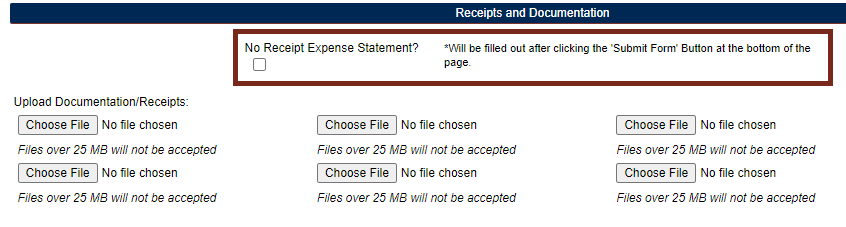 Receipts and Documentation
No Receipt Expense Statement? *Will be filled out after clicking the 'Submit Form' Button at the bottom of the
page.
Upload Documentation/Receipts:
Choose File No file chosen Choose File No file chosen Choose File No file chosen
Files over 25 MB will not be accepted Files over 25 MB will not be accepted Files over 25 MB will not be accepted
Choose File No file chosen Choose File No file chosen Choose File No file chosen
Files over 25 MB will not be accepted Files over 25 MB will not be accepted Files over 25 MB will not be accepted